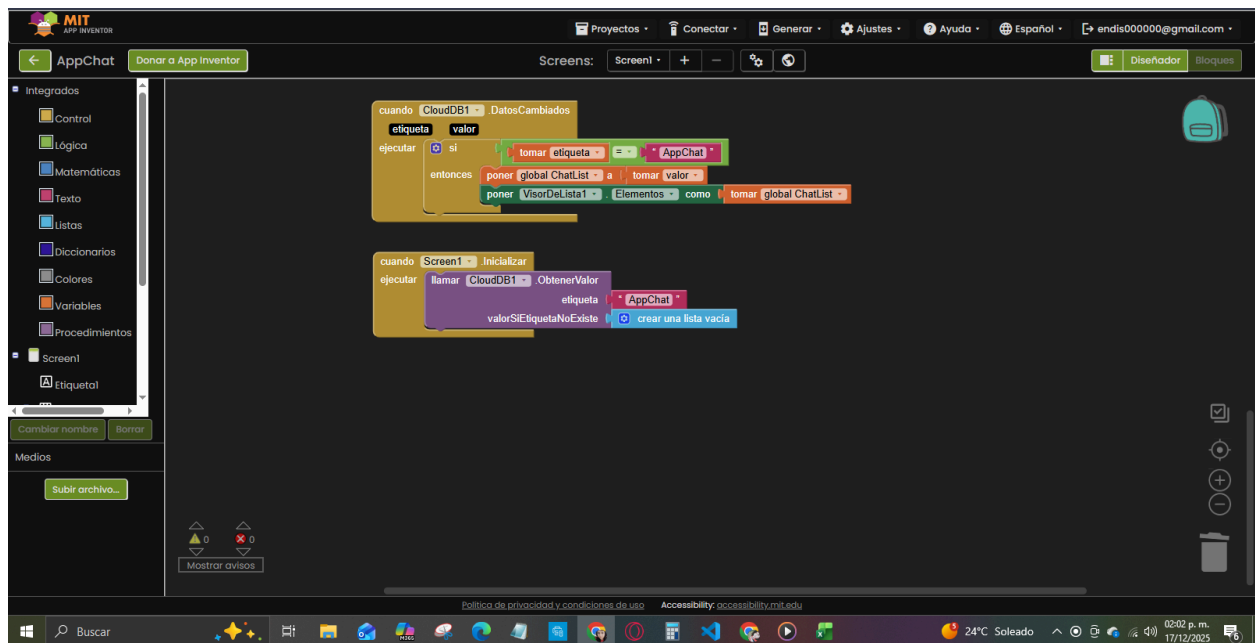 MIT
APP INVENTOR
Proyectos
Conectar
Generar
Ajustes
Ayuda
Español
endis000000@gmail.com
AppChat
Donar a App Inventor
Screens:
Screen1
Diseñador
Bloques
Integrados
Control
Lógica
Matemáticas
Texto
Listas
Diccionarios
Colores
Variables
Procedimientos
Screen1
Etiqueta1
Cambiar nombre
Borrar
Medios
Subir archivo...
cuando CloudDB1 .DatosCambiados
etiqueta valor
ejecutar si tomar etiqueta = " AppChat "
entonces poner global ChatList a tomar valor
poner VisorDeLista1 . Elementos como tomar global ChatList
cuando Screen1 .Inicializar
ejecutar llamar CloudDB1 .ObtenerValor
etiqueta " AppChat "
valorSiEtiquetaNoExiste crear una lista vacía
0 0
Mostrar avisos
Política de privacidad y condiciones de uso Accessibility: accessibility.mit.edu
Buscar
24°C Soleado
02:02 p. m.
17/12/2025